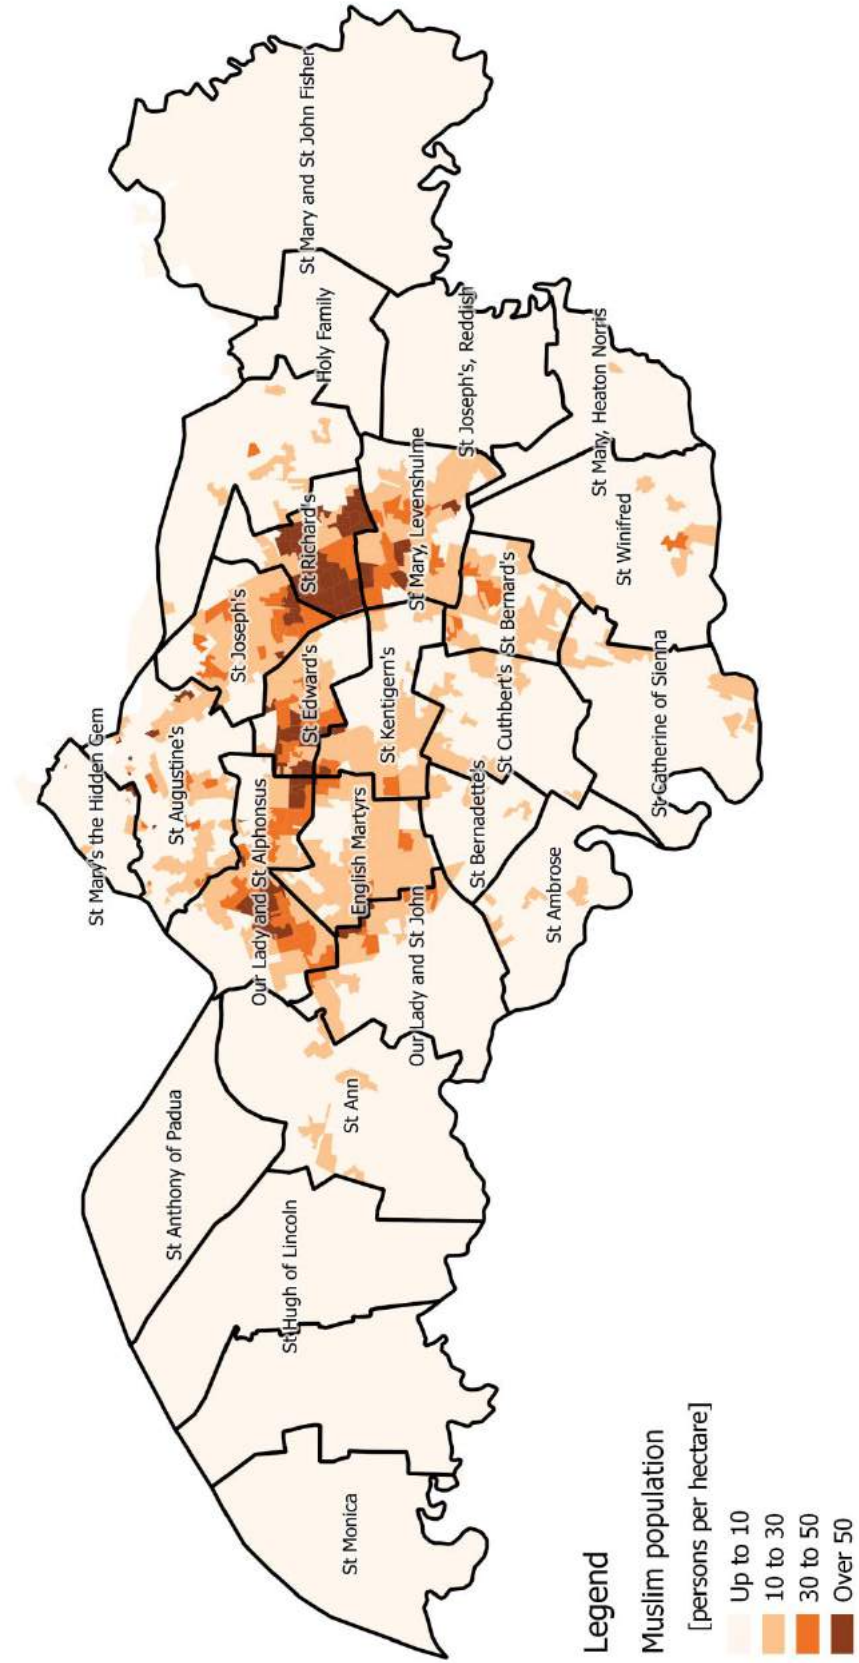 St Mary and St John Fisher
Holy Family
St Joseph's, Reddish
St Mary, Heaton Norris
St Mary, Levenshulme
St Richard's
St Winifred
St Bernard's
St Joseph's
St Edward's
St Kentigern's
St Cuthbert's
St Catherine of Sienna
St Mary's the Hidden Gem
St Augustine's
Our Lady and St Alphonsus
English Martyrs
St Bernadette's
St Ambrose
Our Lady and St John
St Ann
St Anthony of Padua
St Hugh of Lincoln
St Monica
Legend
Muslim population
[persons per hectare]
Up to 10
10 to 30
30 to 50
Over 50